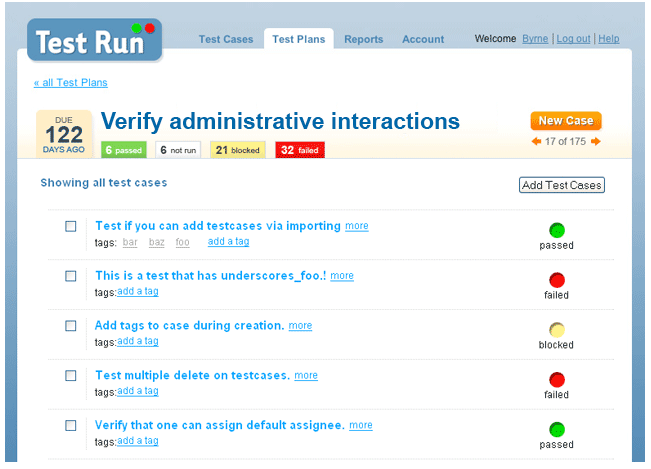 Test Run
Test Cases Test Plans Reports Account Welcome Byrne | Log out | Help
« all Test Plans
DUE
122
DAYS AGO
Verify administrative interactions
6 passed 6 not run 21 blocked 32 failed
New Case
17 of 175
Showing all test cases
Add Test Cases
Test if you can add testcases via importing more
tags: bar baz foo add a tag
passed
This is a test that has underscores_foo.! more
tags:add a tag
failed
Add tags to case during creation. more
tags:add a tag
blocked
Test multiple delete on testcases. more
tags:add a tag
failed
Verify that one can assign default assignee. more
tags:add a tag
passed